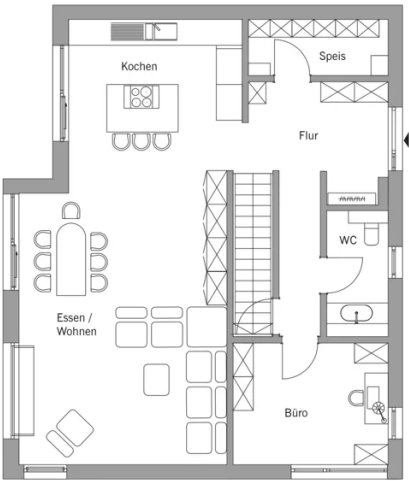 Speis
Kochen
Flur
WC
Essen /
Wohnen
Büro